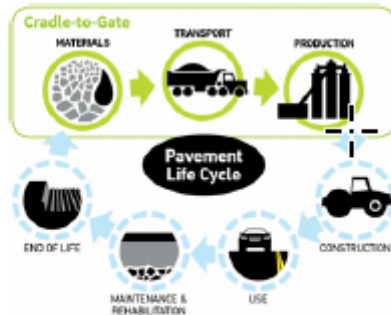 Cradle-to-Gate
MATERIALS
TRANSPORT
PRODUCTION
Pavement
Life Cycle
END OF LIFE
MAINTENANCE &
REHABILITATION
USE
CONSTRUCTION